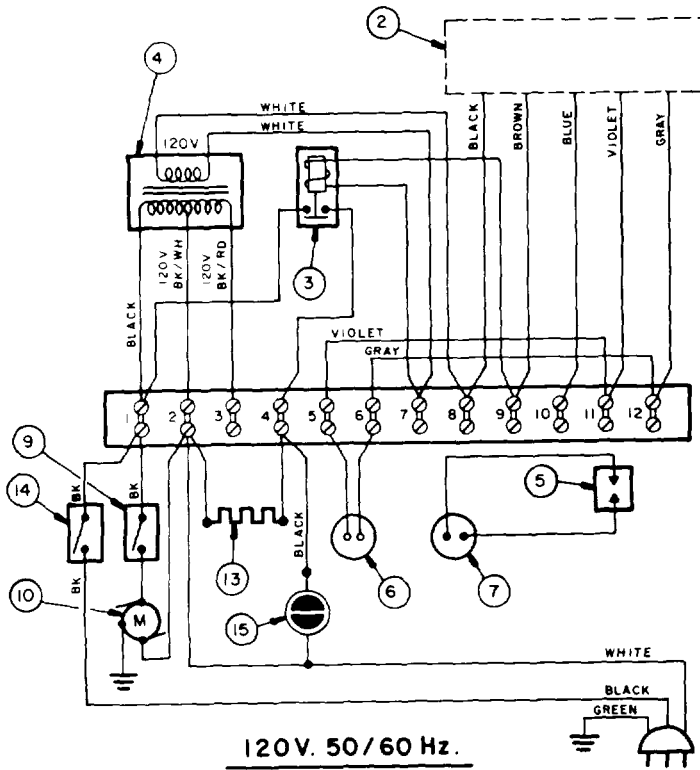 2
4
WHITE
WHITE
120V
BLACK
BROWN
BLUE
VIOLET
GRAY
3
BLACK
120V
BK/WH
120V
BK/RD
VIOLET
GRAY
1 2 3 4 5 6 7 8 9 10 11 12
9
14
BK
BK
5
BLACK
13
6
7
10
M
BK
15
WHITE
BLACK
GREEN
120V. 50/60 Hz.